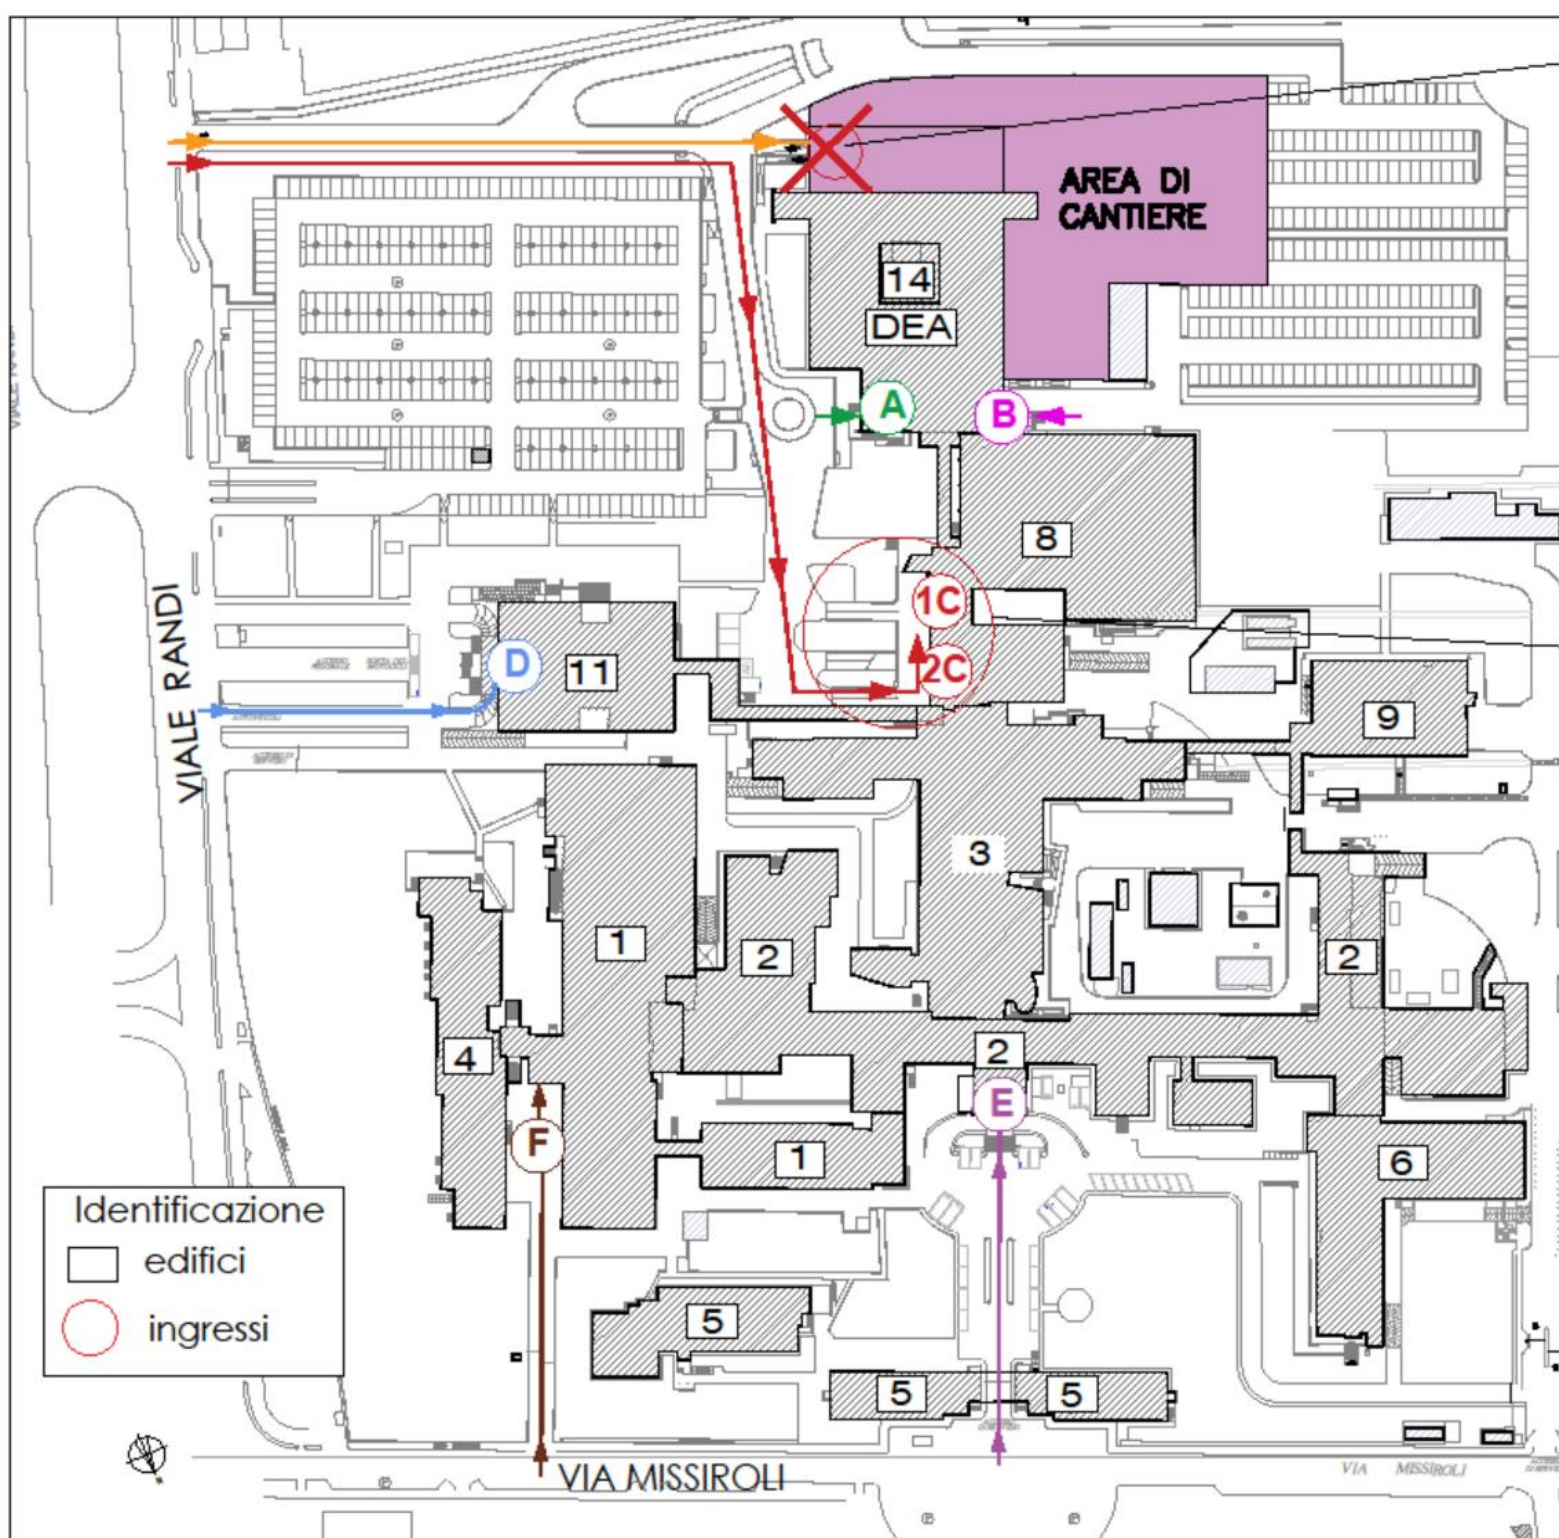 AREA DI
CANTIERE
14
DEA
A
B
8
1C
2C
D
11
9
VIALE RANDI
3
1
2
2
4
2
E
F
1
6
Identificazione
edifici
ingressi
5
5
5
VIA MISSIROLI
VIA MISSIROLI